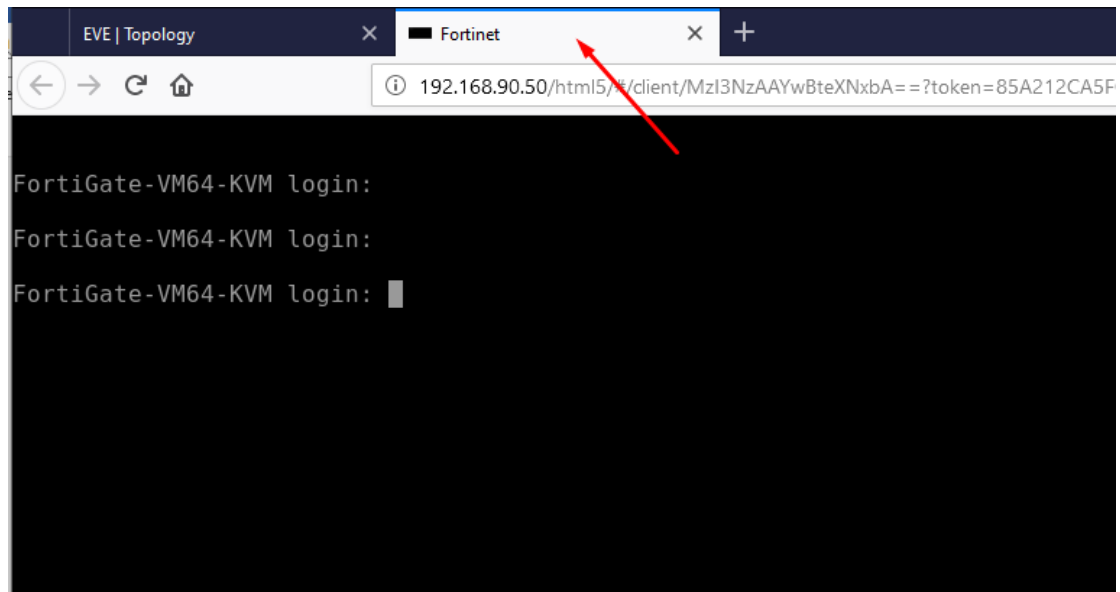 EVE | Topology
Fortinet
192.168.90.50/html5/#/client/MzI3NzAAYwBteXNxbA==?token=85A212CA5F
FortiGate-VM64-KVM login:
FortiGate-VM64-KVM login:
FortiGate-VM64-KVM login: